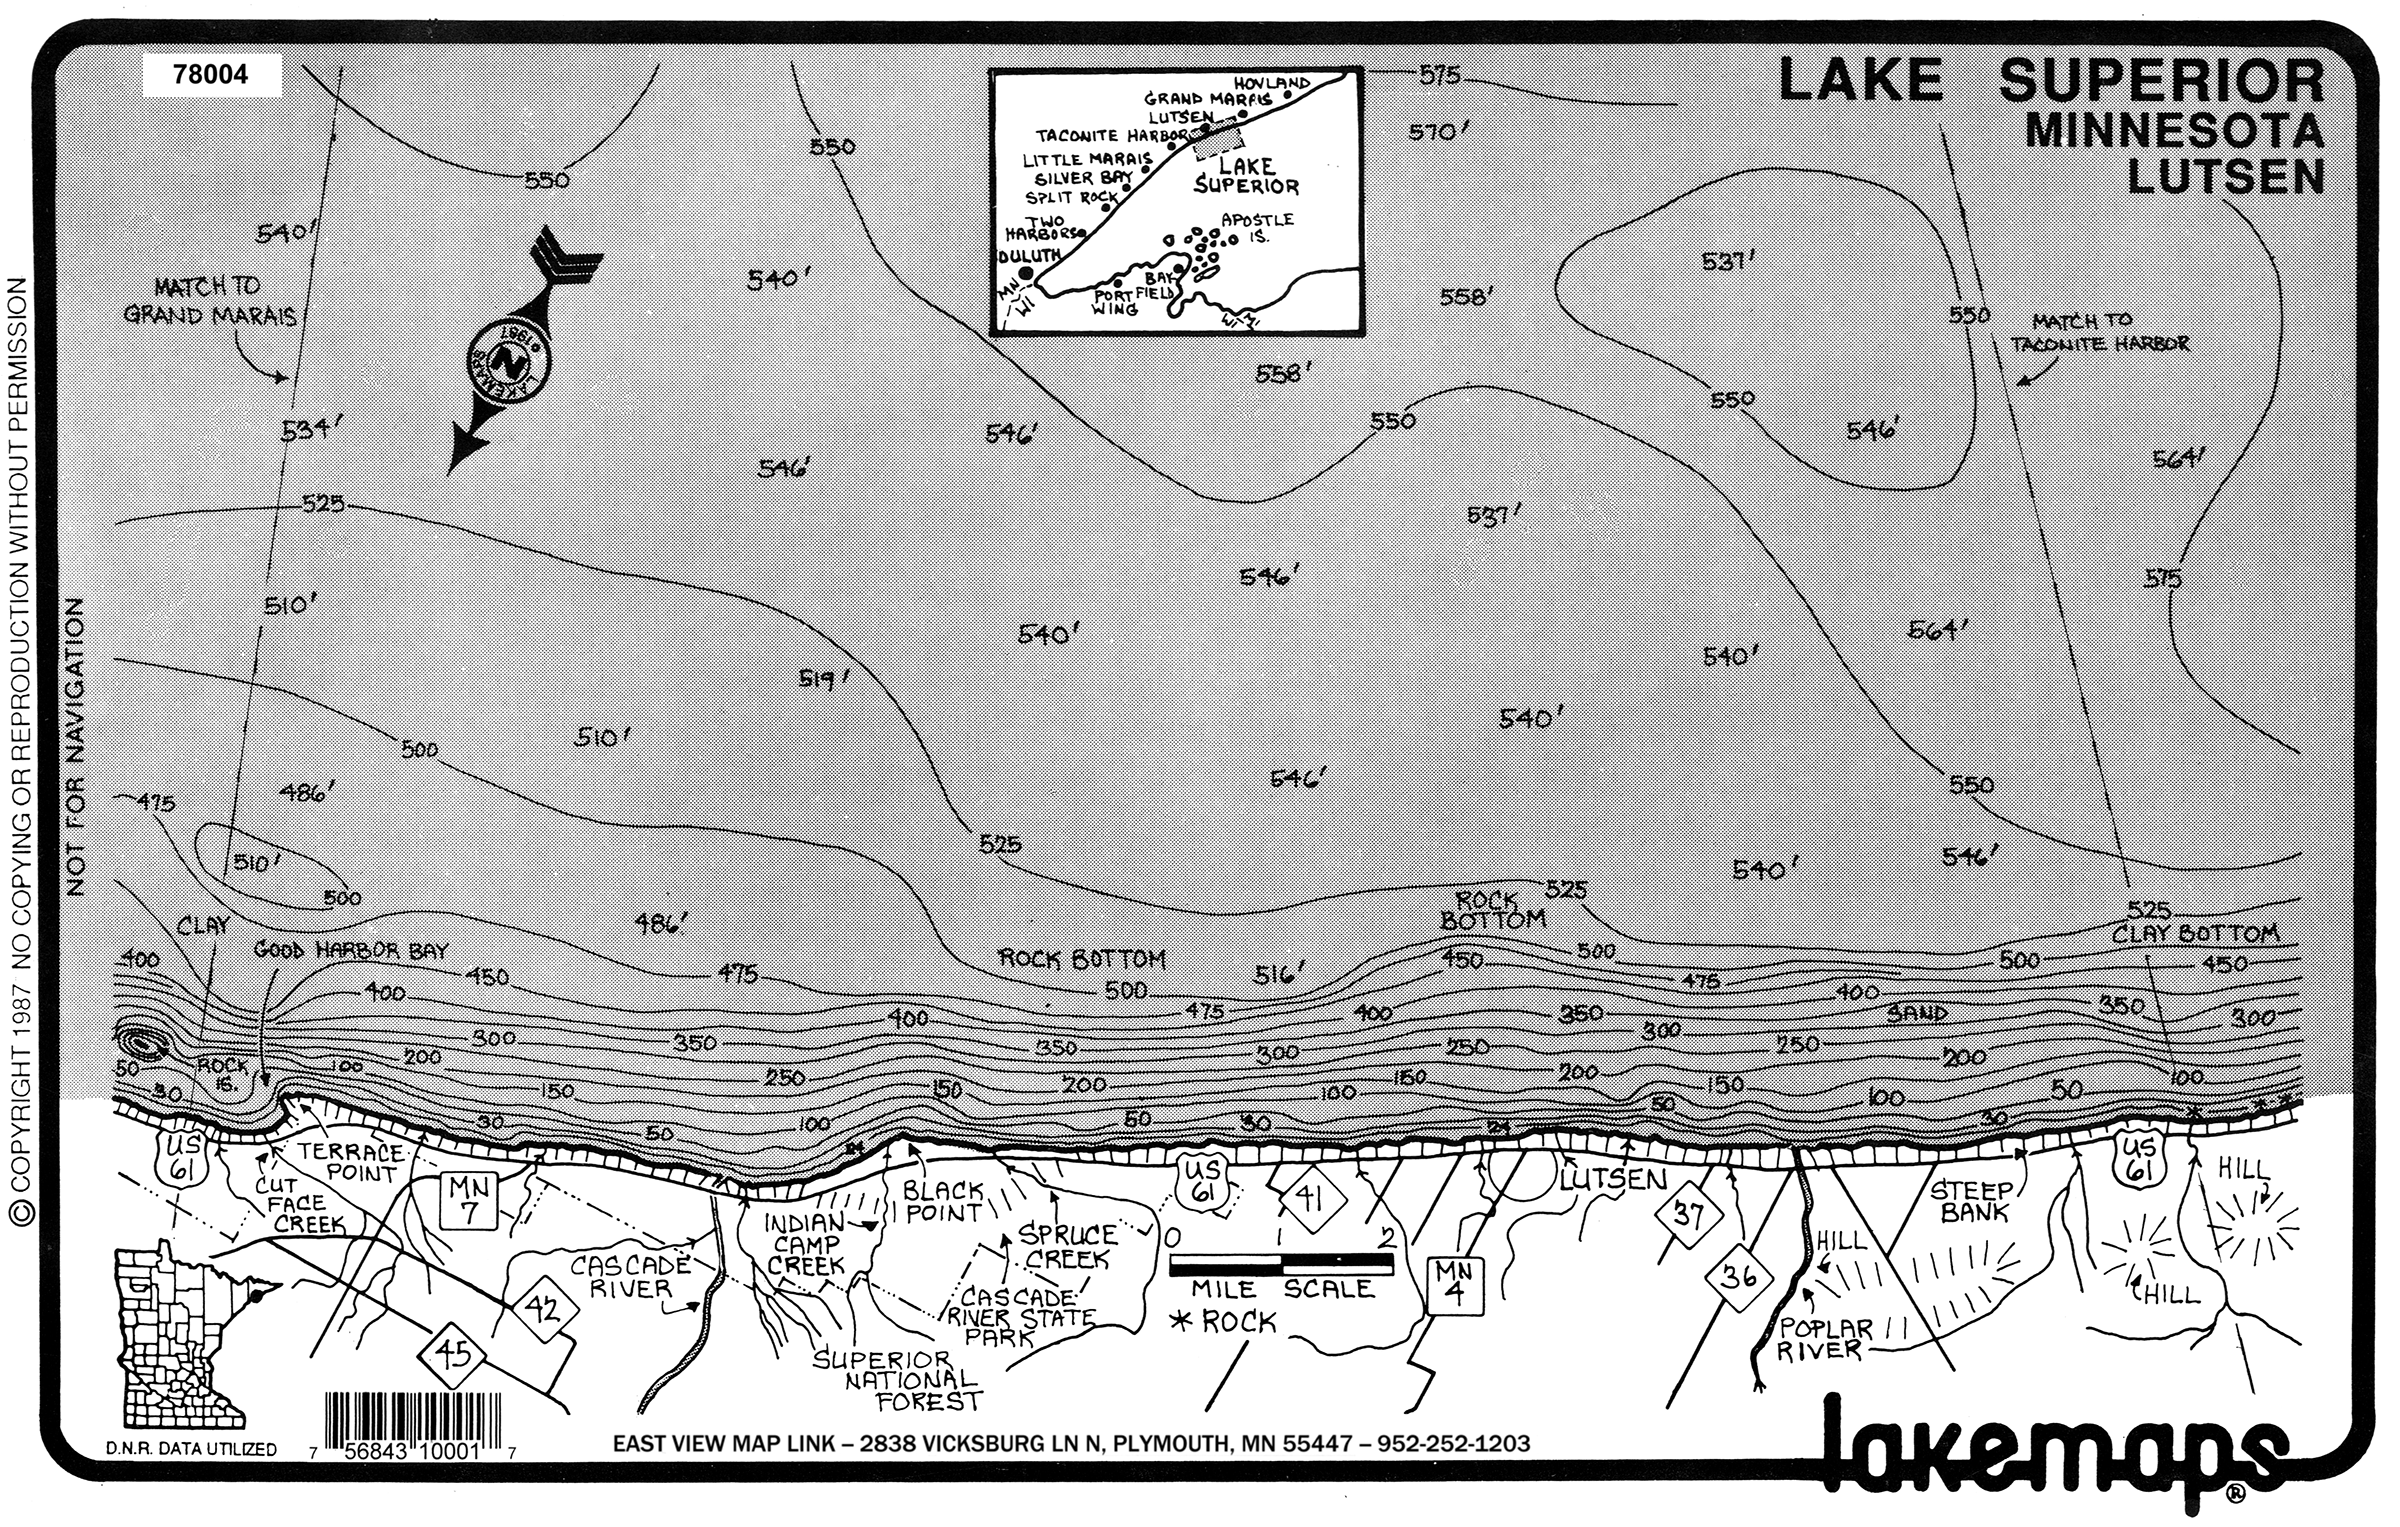 78004
LAKE SUPERIOR
MINNESOTA
LUTSEN
HOVLAND
GRAND MARAIS
LUTSEN
TACONITE HARBOR
LITTLE MARAIS
SILVER BAY
SPLIT ROCK
LAKE
SUPERIOR
TWO
HARBORS
APOSTLE
IS.
DULUTH
MN
WI
PORT
WING
BAY
FIELD
WI
MI
575
570'
550
550
540'
540'
537'
558'
550
MATCH TO
GRAND MARAIS
MATCH TO
TACONITE HARBOR
LAKEMAPS
© 1987
N
558'
550
550
534'
546'
546'
546'
564'
525
537'
546'
575
510'
540'
564'
519'
540'
510'
540'
500
546'
486'
550
475
525
510'
540'
546'
500
525
ROCK
BOTTOM
525
486'
CLAY
CLAY BOTTOM
GOOD HARBOR BAY
ROCK BOTTOM
500
500
400
450
475
516'
450
475
450
400
500
475
400
400
350
SAND
400
350
300
300
350
350
300
250
300
250
200
50
ROCK
IS.
100
200
250
150
200
100
150
200
150
100
50
100
30
150
30
50
100
24
50
30
24
50
30
US
61
TERRACE
POINT
CUT
FACE
CREEK
MN
7
42
45
CASCADE
RIVER
INDIAN
CAMP
CREEK
BLACK
POINT
SPRUCE
CREEK
CASCADE
RIVER STATE
PARK
SUPERIOR
NATIONAL
FOREST
US
61
41
0 1 2
MILE SCALE
* ROCK
MN
4
LUTSEN
37
36
HILL
POPLAR
RIVER
STEEP
BANK
US
61
HILL
HILL
NOT FOR NAVIGATION
© COPYRIGHT 1987 NO COPYING OR REPRODUCTION WITHOUT PERMISSION
D.N.R. DATA UTILIZED
7 56843 10001 7
EAST VIEW MAP LINK – 2838 VICKSBURG LN N, PLYMOUTH, MN 55447 – 952-252-1203
lakemaps®